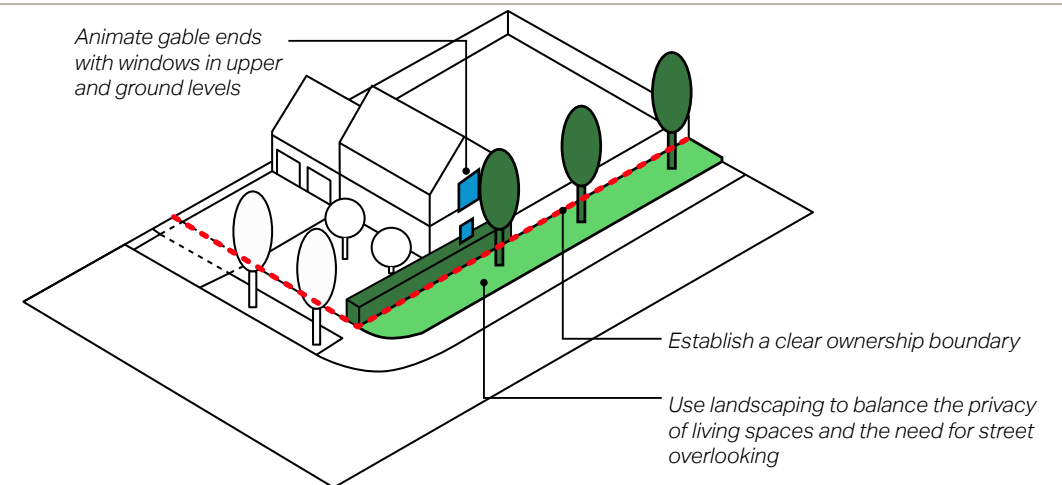 Animate gable ends
with windows in upper
and ground levels
Establish a clear ownership boundary
Use landscaping to balance the privacy
of living spaces and the need for street
overlooking